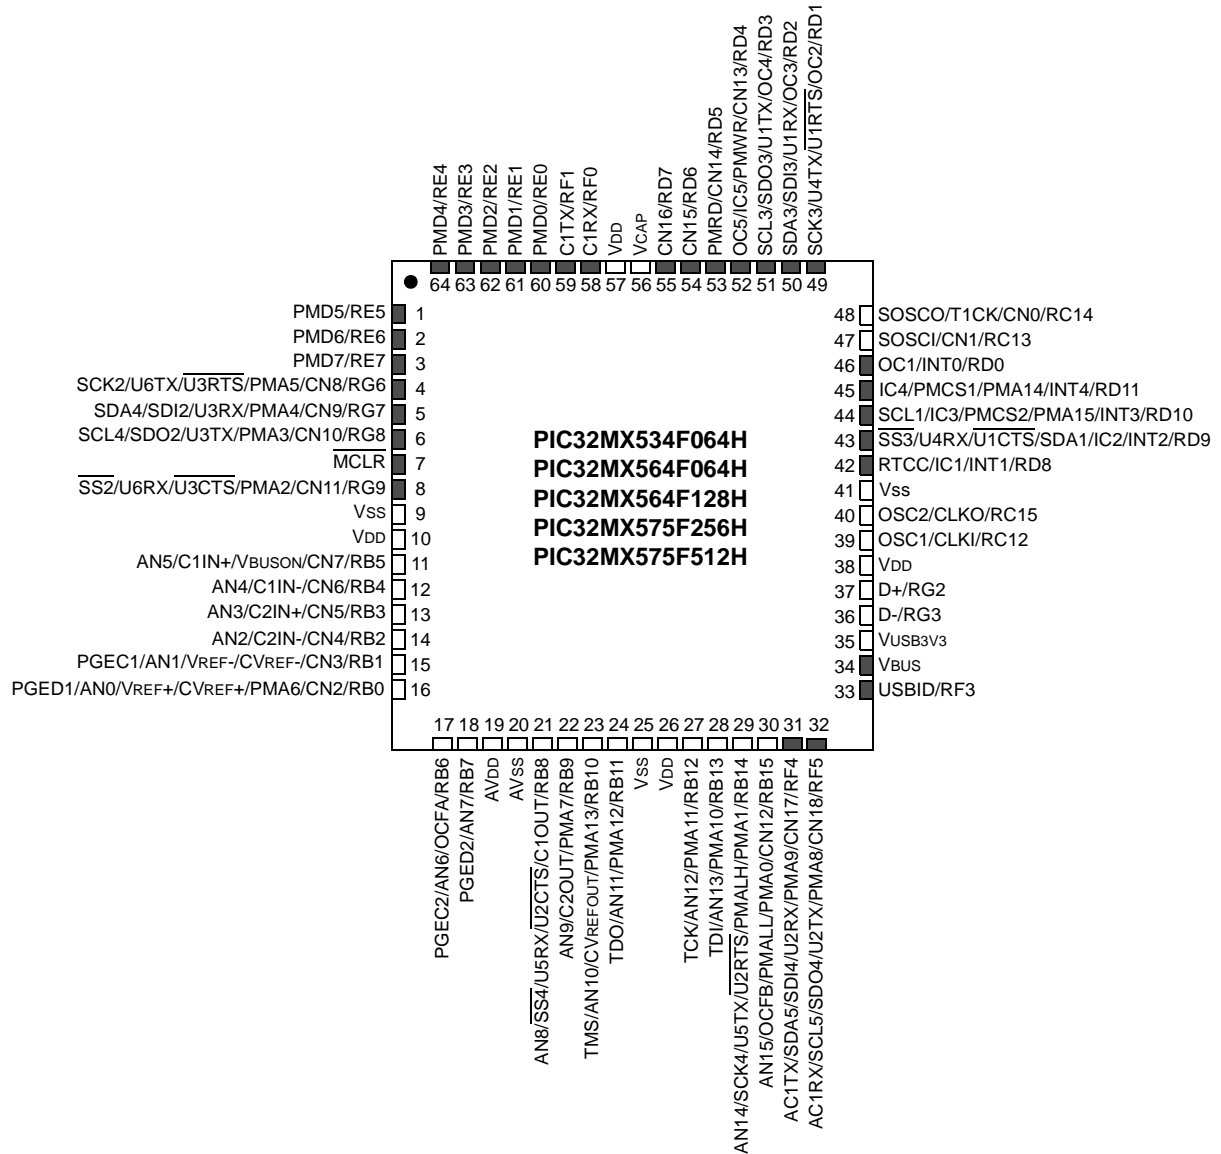 PMD4/RE4
PMD3/RE3
PMD2/RE2
PMD1/RE1
PMD0/RE0
C1TX/RF1
C1RX/RF0
VDD
VCAP
CN16/RD7
CN15/RD6
PMRD/CN14/RD5
OC5/IC5/PMWR/CN13/RD4
SCL3/SDO3/U1TX/OC4/RD3
SDA3/SDI3/U1RX/OC3/RD2
SCK3/U4TX/U1RTS/OC2/RD1
64 63 62 61 60 59 58 57 56 55 54 53 52 51 50 49
PMD5/RE5 1
PMD6/RE6 2
PMD7/RE7 3
SCK2/U6TX/U3RTS/PMA5/CN8/RG6 4
SDA4/SDI2/U3RX/PMA4/CN9/RG7 5
SCL4/SDO2/U3TX/PMA3/CN10/RG8 6
MCLR 7
SS2/U6RX/U3CTS/PMA2/CN11/RG9 8
VSS 9
VDD 10
AN5/C1IN+/VBUSON/CN7/RB5 11
AN4/C1IN-/CN6/RB4 12
AN3/C2IN+/CN5/RB3 13
AN2/C2IN-/CN4/RB2 14
PGEC1/AN1/VREF-/CVREF-/CN3/RB1 15
PGED1/AN0/VREF+/CVREF+/PMA6/CN2/RB0 16
PIC32MX534F064H
PIC32MX564F064H
PIC32MX564F128H
PIC32MX575F256H
PIC32MX575F512H
48 SOSCO/T1CK/CN0/RC14
47 SOSCI/CN1/RC13
46 OC1/INT0/RD0
45 IC4/PMCS1/PMA14/INT4/RD11
44 SCL1/IC3/PMCS2/PMA15/INT3/RD10
43 SS3/U4RX/U1CTS/SDA1/IC2/INT2/RD9
42 RTCC/IC1/INT1/RD8
41 Vss
40 OSC2/CLKO/RC15
39 OSC1/CLKI/RC12
38 VDD
37 D+/RG2
36 D-/RG3
35 VUSB3V3
34 VBUS
33 USBID/RF3
17 18 19 20 21 22 23 24 25 26 27 28 29 30 31 32
PGEC2/AN6/OCFA/RB6
PGED2/AN7/RB7
AVDD
AVSS
AN8/SS4/U5RX/U2CTS/C1OUT/RB8
AN9/C2OUT/PMA7/RB9
TMS/AN10/CVREFOUT/PMA13/RB10
TDO/AN11/PMA12/RB11
VSS
VDD
TCK/AN12/PMA11/RB12
TDI/AN13/PMA10/RB13
AN14/SCK4/U5TX/U2RTS/PMALH/PMA1/RB14
AN15/OCFB/PMALL/PMA0/CN12/RB15
AC1TX/SDA5/SDI4/U2RX/PMA9/CN17/RF4
AC1RX/SCL5/SDO4/U2TX/PMA8/CN18/RF5